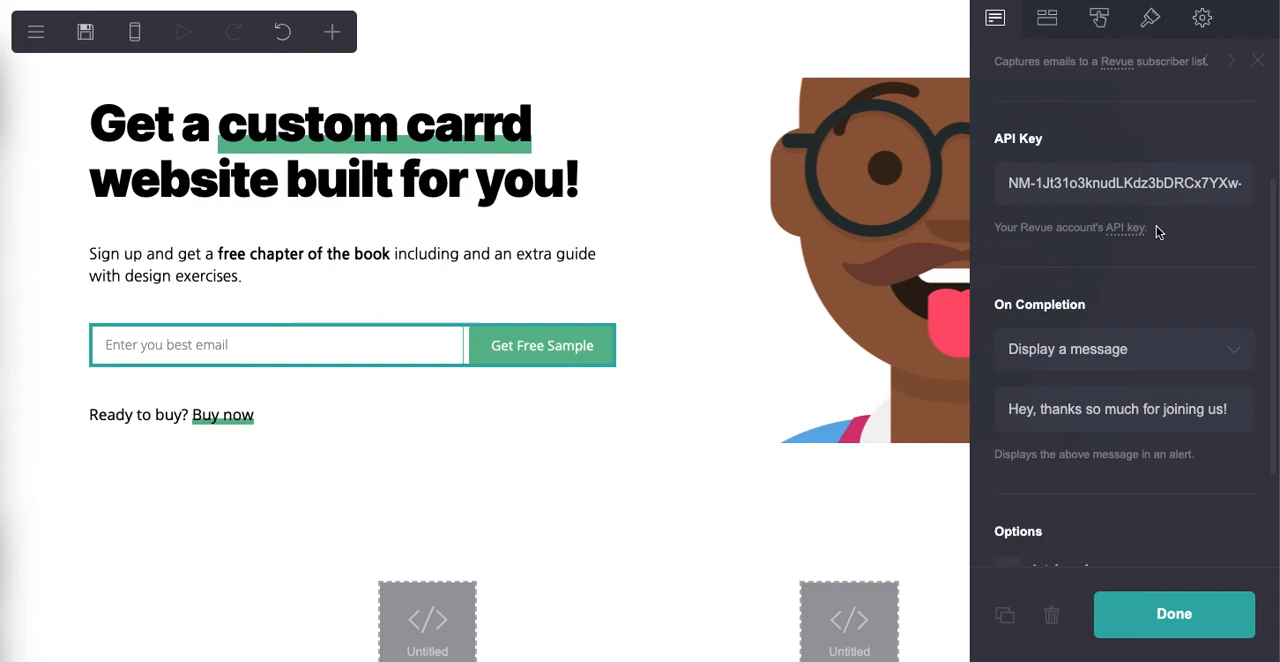 Get a custom carrd
website built for you!
Sign up and get a free chapter of the book including and an extra guide
with design exercises.
Enter you best email
Get Free Sample
Ready to buy? Buy now
Untitled
Untitled
Captures emails to a Revue subscriber list.
API Key
NM-1Jt31o3knudLKdz3bDRCx7YXw-
Your Revue account's API key.
On Completion
Display a message
Hey, thanks so much for joining us!
Displays the above message in an alert.
Options
Done